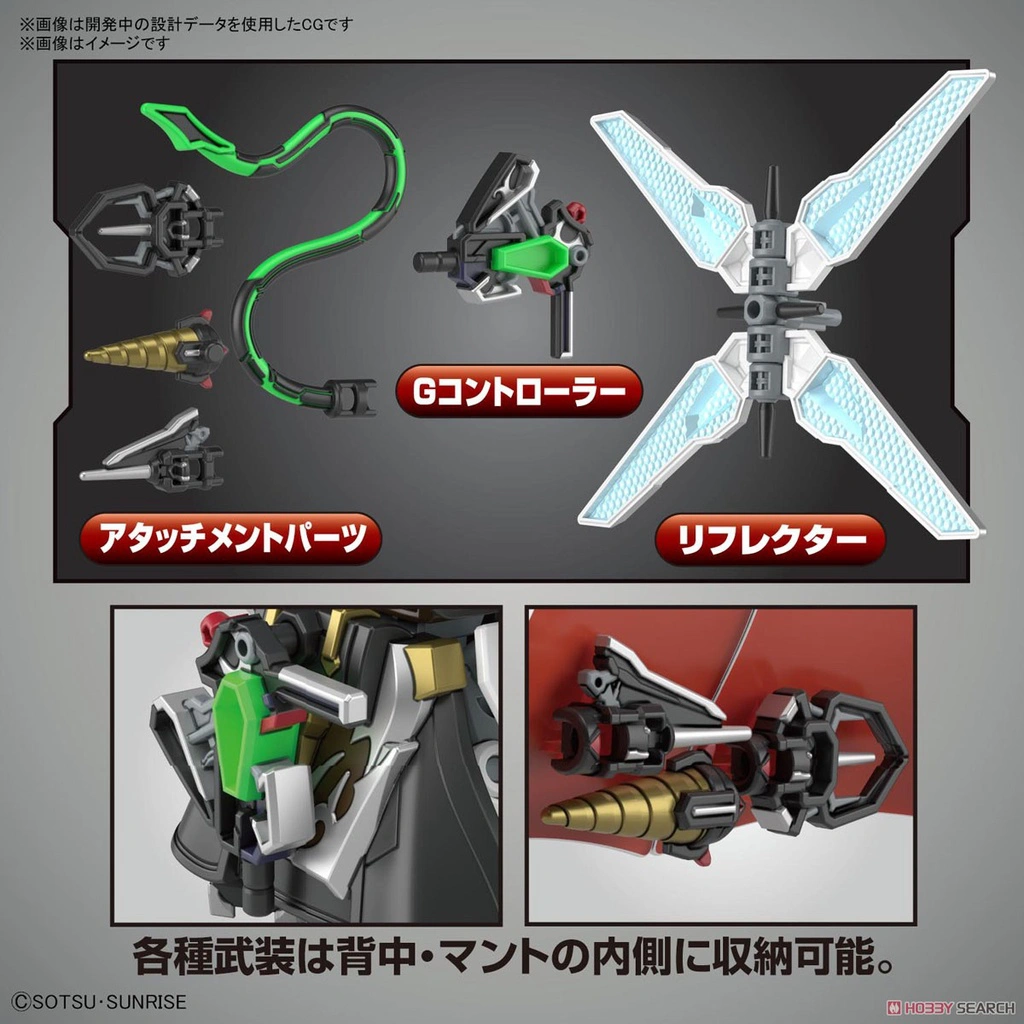 ※画像は開発中の設計データを使用したCGです
※画像はイメージです
Gコントローラー
アタッチメントパーツ
リフレクター
各種武装は背中・マントの内側に収納可能。
©SOTSU・SUNRISE
HOBBY SEARCH